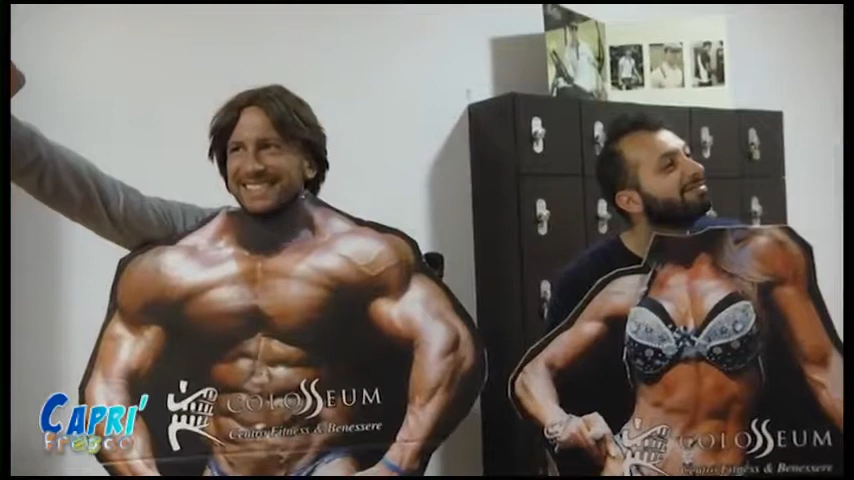 COLOSSEUM
Centro Fitness & Benessere
COLOSSEUM
Centro Fitness & Benessere
CAPRI'
fresco